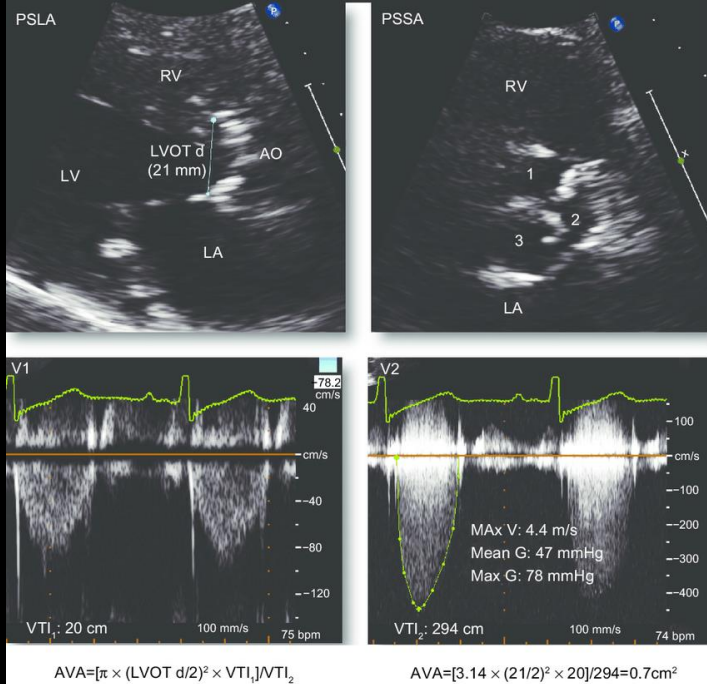 PSLA
RV
LVOT d
(21 mm)
AO
LV
LA
P
PSSA
RV
1
2
3
LA
P
x
V1
-78.2
cm/s
40
cm/s
-40
-80
-120
VTI₁: 20 cm
100 mm/s
75 bpm
V2
100
cm/s
-100
-200
-300
-400
MAx V: 4.4 m/s
Mean G: 47 mmHg
Max G: 78 mmHg
VTI₂: 294 cm
100 mm/s
74 bpm
AVA=[π × (LVOT d/2)² × VTI₁]/VTI₂
AVA=[3.14 × (21/2)² × 20]/294=0.7cm²